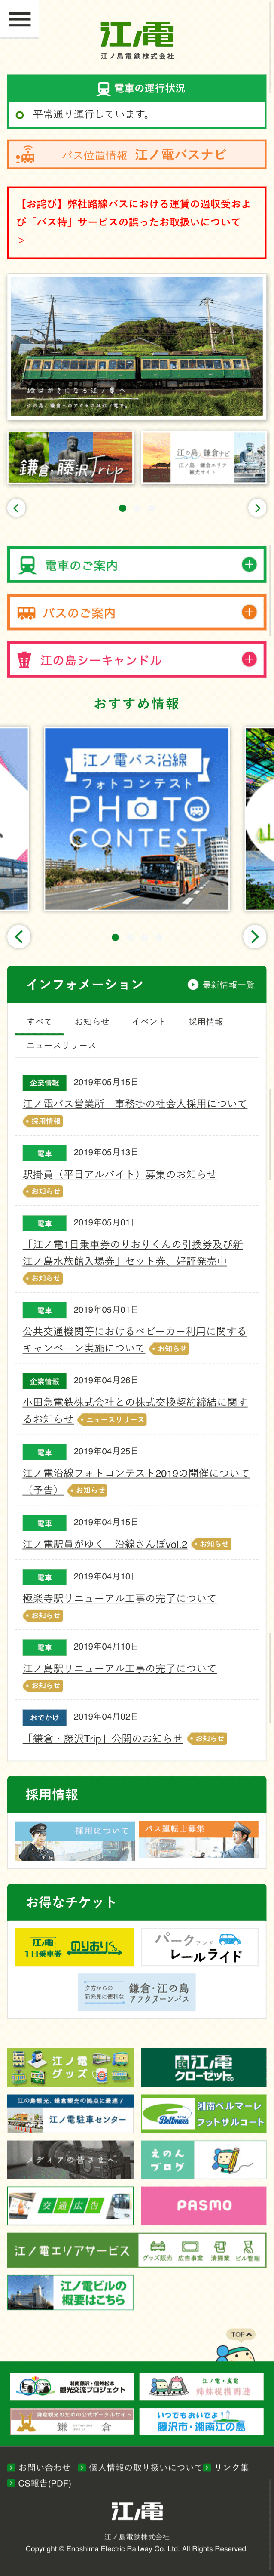 江ノ電
江ノ島電鉄株式会社
電車の運行状況
平常通り運行しています。
バス位置情報 江ノ電バスナビ
【お詫び】弊社路線バスにおける運賃の過収受およ
び「バス特」サービスの誤ったお取扱いについて
＞
鎌倉 藤沢Trip
江の島 鎌倉ナビ
江ノ島・鎌倉エリア
観光サイト
電車のご案内
バスのご案内
江の島シーキャンドル
おすすめ情報
江ノ電バス沿線
フォトコンテスト
PHOTO
CONTEST
インフォメーション
最新情報一覧
すべて お知らせ イベント 採用情報
ニュースリリース
企業情報 2019年05月15日
江ノ電バス営業所　事務掛の社会人採用について
採用情報
電車 2019年05月13日
駅掛員（平日アルバイト）募集のお知らせ
お知らせ
電車 2019年05月01日
「江ノ電1日乗車券のりおりくんの引換券及び新
江ノ島水族館入場券」セット券、好評発売中
お知らせ
電車 2019年05月01日
公共交通機関等におけるベビーカー利用に関する
キャンペーン実施について お知らせ
企業情報 2019年04月26日
小田急電鉄株式会社との株式交換契約締結に関す
るお知らせ ニュースリリース
電車 2019年04月25日
江ノ電沿線フォトコンテスト2019の開催について
（予告） お知らせ
電車 2019年04月15日
江ノ電駅員がゆく　沿線さんぽvol.2 お知らせ
電車 2019年04月10日
極楽寺駅リニューアル工事の完了について
お知らせ
電車 2019年04月10日
江ノ島駅リニューアル工事の完了について
お知らせ
おでかけ 2019年04月02日
「鎌倉・藤沢Trip」公開のお知らせ お知らせ
採用情報
採用について
バス運転士募集
お得なチケット
江ノ電
1日乗車券 のりおりくん
パークアンド
レールライド
夕方からの
新発見に便利な
鎌倉・江の島
アフタヌーンパス
江ノ電
グッズ
江ノ電
クローゼット
江の島観光、鎌倉観光の拠点に最適！
江ノ電駐車センター
湘南ベルマーレ
フットサルコート
メディアの皆さまへ
えのん
ブログ
交通広告
PASMO
江ノ電エリアサービス
グッズ販売 広告事業 清掃業 ビル管理
江ノ電ビルの
概要はこちら
TOP
湘南藤沢・信州松本
観光交流プロジェクト
江ノ電・嵐電
姉妹提携関連
鎌倉観光のための公式ポータルサイト
鎌倉
いつでもおいでよ！
藤沢市・湘南江の島
お問い合わせ 個人情報の取り扱いについて リンク集
CS報告(PDF)
江ノ電
江ノ島電鉄株式会社
Copyright © Enoshima Electric Railway Co. Ltd. All Rights Reserved.